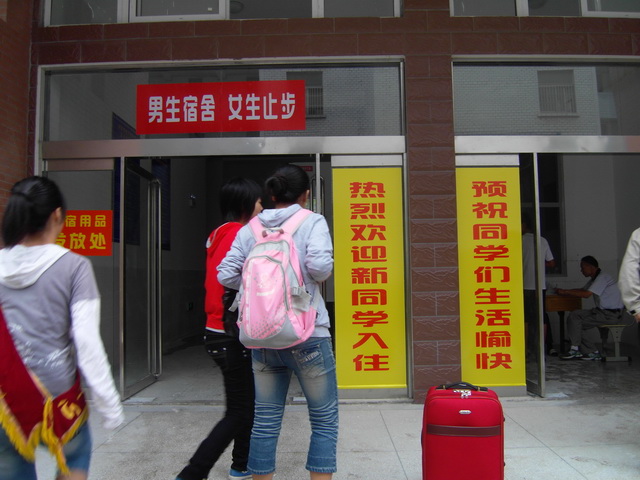 男生宿舍 女生止步
宿用品
发放处
热烈欢迎新同学入住
预祝同学们生活愉快